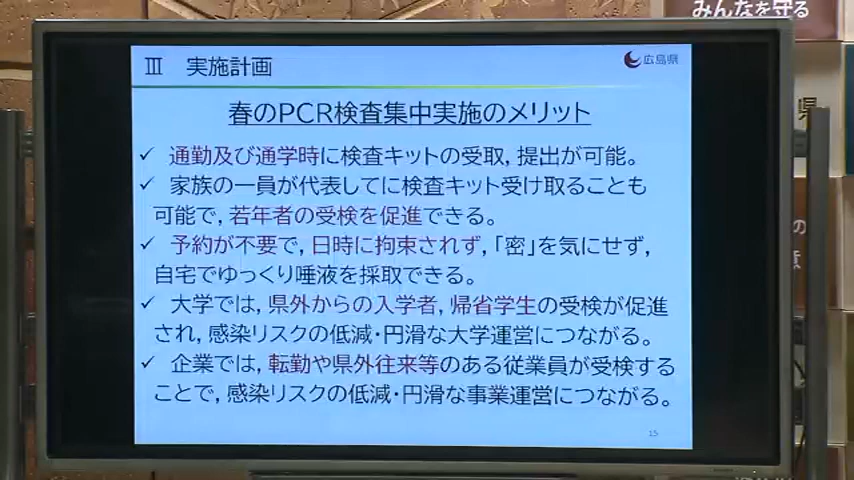 みんなを守る
Ⅲ 実施計画
広島県
春のPCR検査集中実施のメリット
✓ 通勤及び通学時に検査キットの受取，提出が可能。
✓ 家族の一員が代表してに検査キット受け取ることも
可能で，若年者の受検を促進できる。
✓ 予約が不要で，日時に拘束されず，「密」を気にせず，
自宅でゆっくり唾液を採取できる。
✓ 大学では，県外からの入学者，帰省学生の受検が促進
され，感染リスクの低減・円滑な大学運営につながる。
✓ 企業では，転勤や県外往来等のある従業員が受検する
ことで，感染リスクの低減・円滑な事業運営につながる。
15
県
の